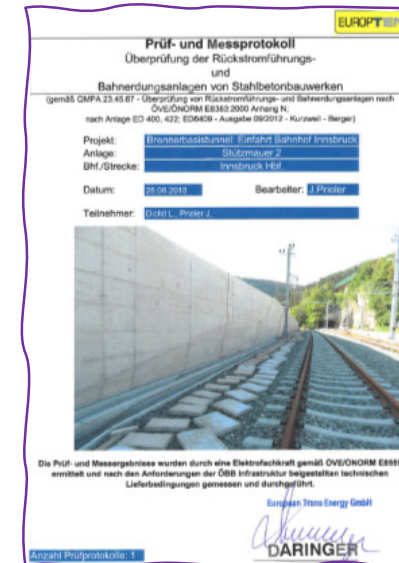 EUROPTEN
Prüf- und Messprotokoll
Überprüfung der Rückstromführungs-
und
Bahnerdungsanlagen von Stahlbetonbauwerken
(gemäß QMPA 23.45.67 - Überprüfung von Rückstromführungs- und Bahnerdungsanlagen nach
ÖVE/ÖNORM E8383:2000 Anhang N;
nach Anlage ED 400, 422; ED6409 - Ausgabe 09/2012 - Kurzweil - Berger)
Projekt: Brennerbasistunnel: Einfahrt Bahnhof Innsbruck
Anlage: Stützmauer 2
Bhf./Strecke: Innsbruck Hbf.
Datum: 28.08.2018 Bearbeiter: J.Prieler
Teilnehmer: Dichtl L., Prieler J.
Die Prüf- und Messergebnisse wurden durch eine Elektrofachkraft gemäß ÖVE/ÖNORM
ermittelt und nach den Anforderungen der ÖBB Infrastruktur beigestellten technischen
Lieferbedingungen gemessen und durchgeführt.
European Trans Energy GmbH
DARINGER
Anzahl Prüfprotokolle: 1